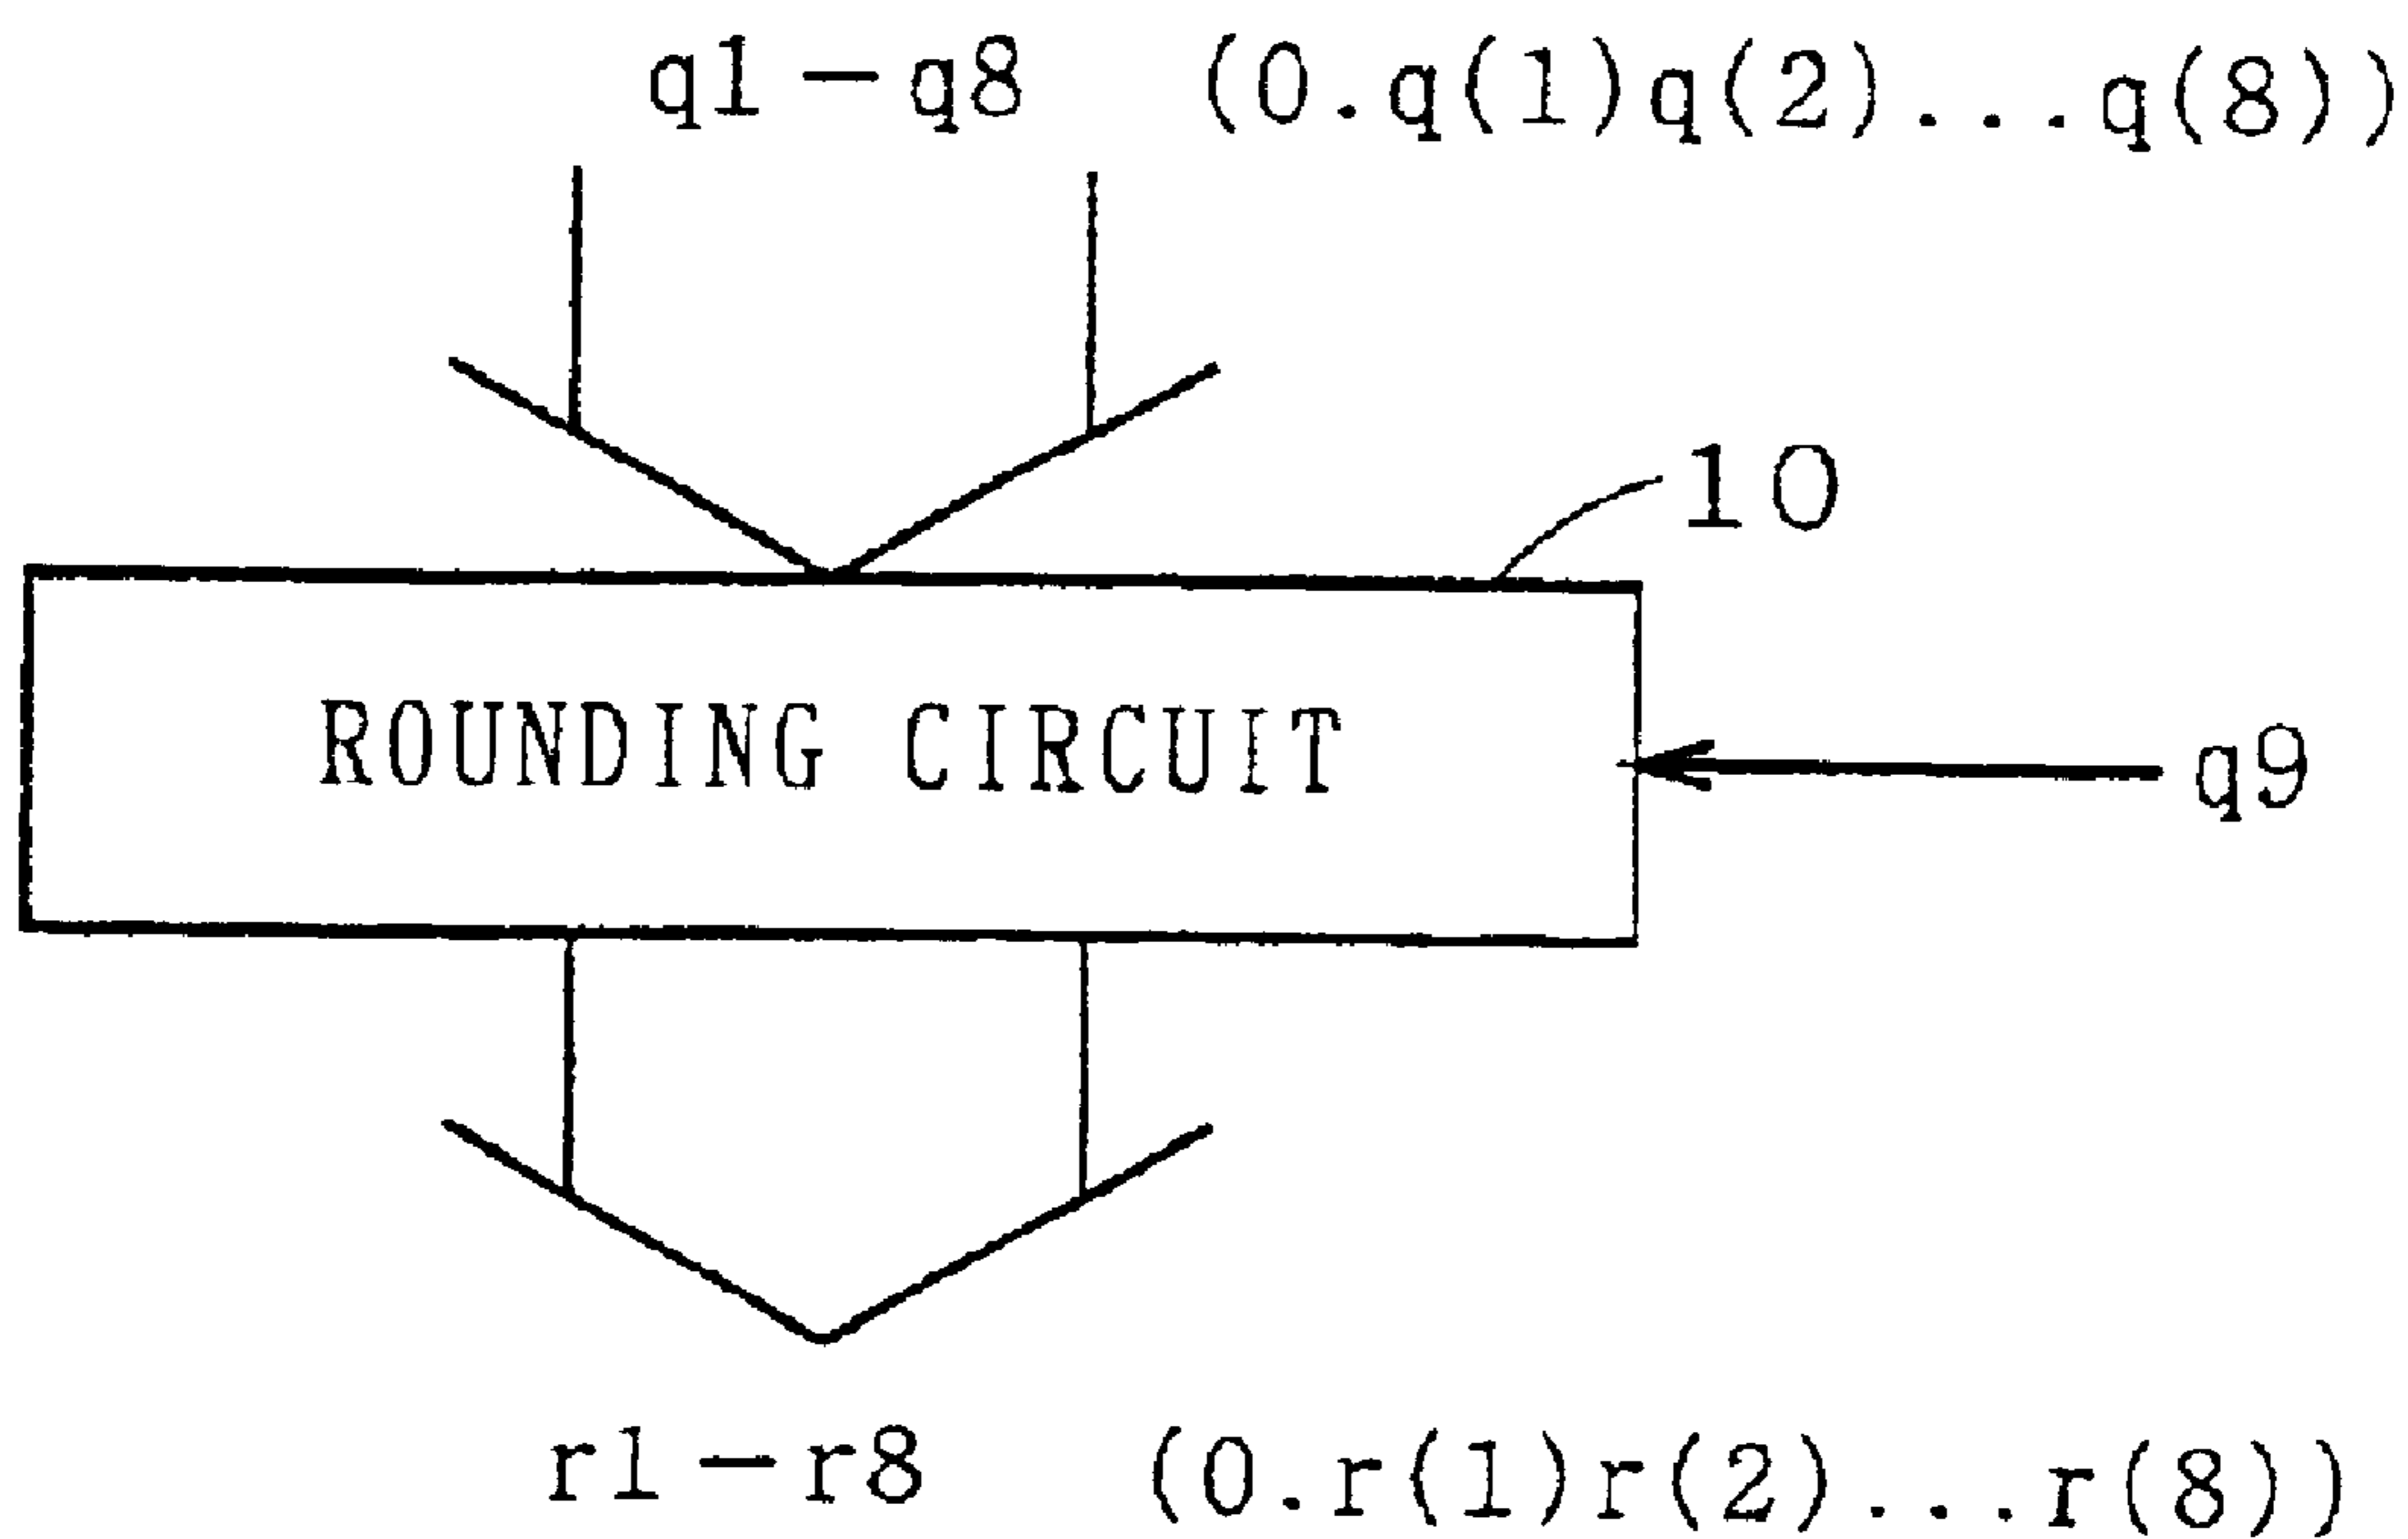 q1-q8 (0.q(1)q(2)...q(8))
10
ROUNDING CIRCUIT
q9
r1-r8 (0.r(1)r(2)...r(8))